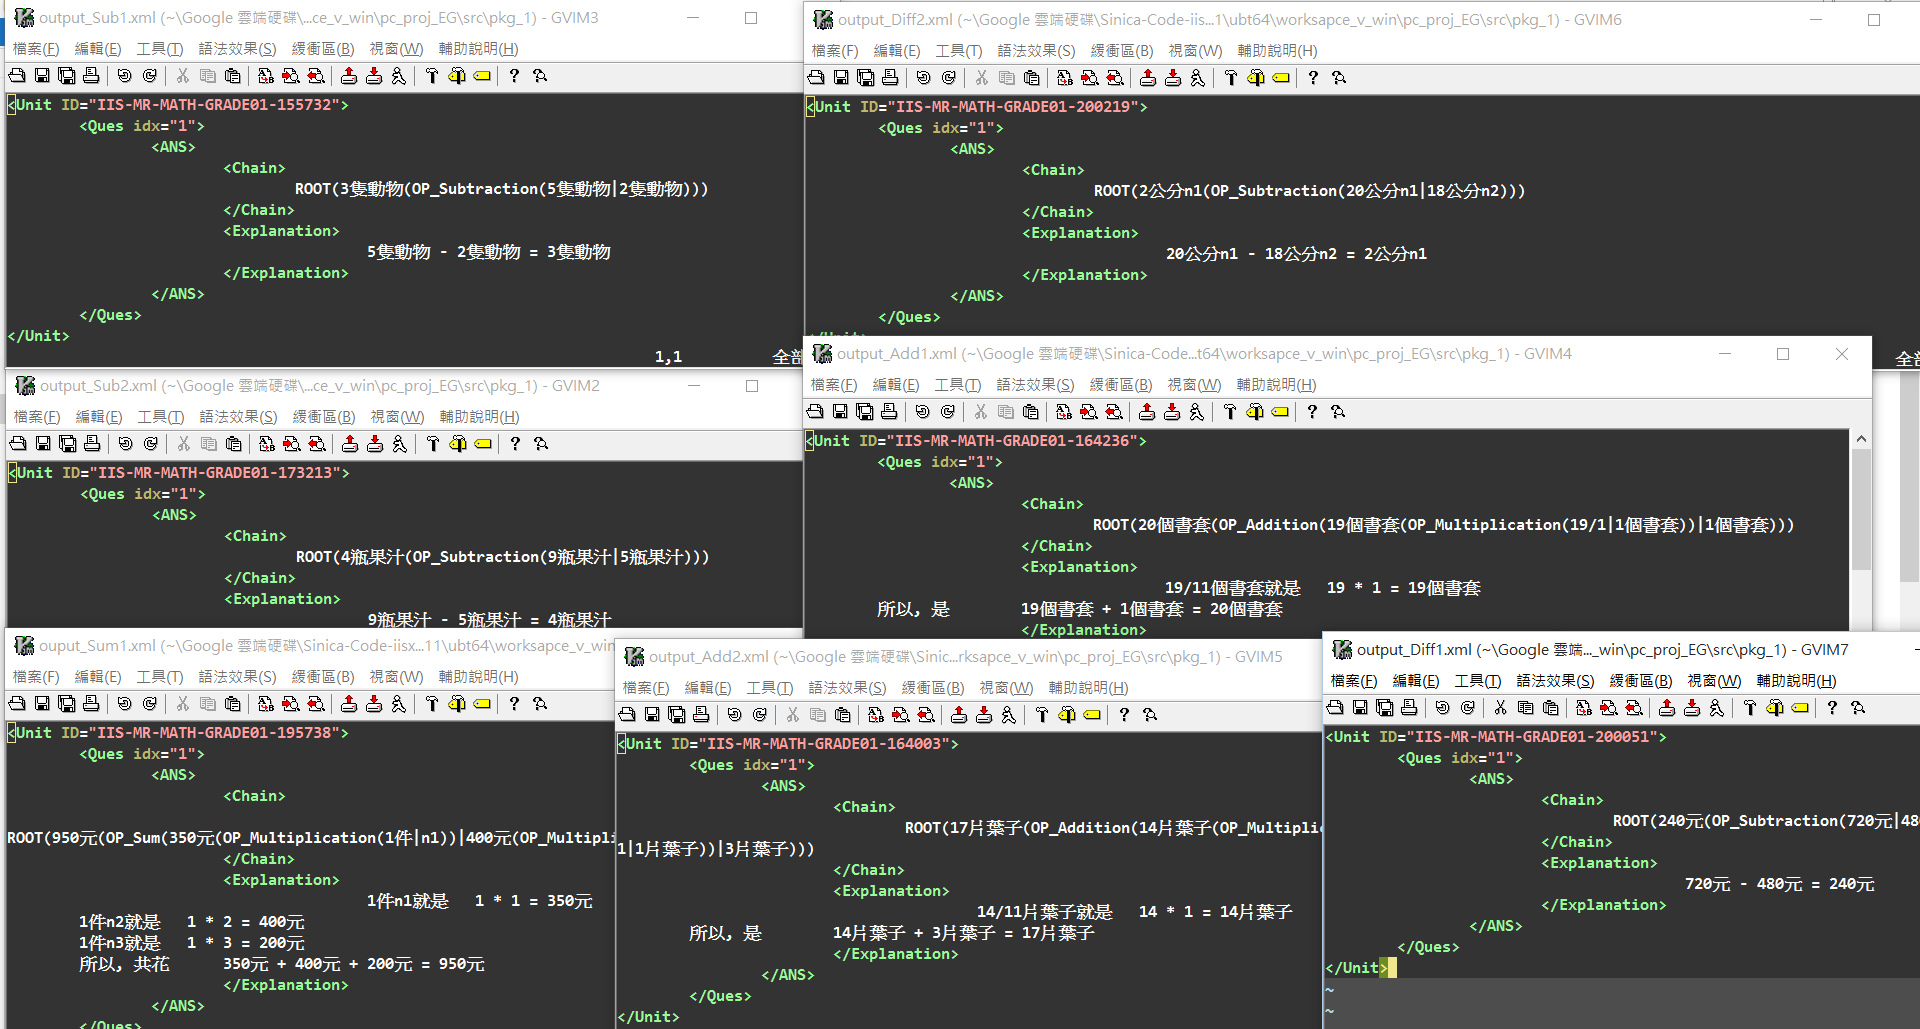 output_Sub1.xml (~\Google 雲端硬碟\...ce_v_win\pc_proj_EG\src\pkg_1) - GVIM3
檔案(F) 編輯(E) 工具(T) 語法效果(S) 緩衝區(B) 視窗(W) 輔助說明(H)
<Unit ID="IIS-MR-MATH-GRADE01-155732">
<Ques idx="1">
<ANS>
<Chain>
ROOT(3隻動物(OP_Subtraction(5隻動物|2隻動物)))
</Chain>
<Explanation>
5隻動物 - 2隻動物 = 3隻動物
</Explanation>
</ANS>
</Ques>
</Unit>
1,1 全部
output_Diff2.xml (~\Google 雲端硬碟\Sinica-Code-iis...1\ubt64\worksapce_v_win\pc_proj_EG\src\pkg_1) - GVIM6
檔案(F) 編輯(E) 工具(T) 語法效果(S) 緩衝區(B) 視窗(W) 輔助說明(H)
<Unit ID="IIS-MR-MATH-GRADE01-200219">
<Ques idx="1">
<ANS>
<Chain>
ROOT(2公分n1(OP_Subtraction(20公分n1|18公分n2)))
</Chain>
<Explanation>
20公分n1 - 18公分n2 = 2公分n1
</Explanation>
</ANS>
</Ques>
</Unit>
全部
output_Sub2.xml (~\Google 雲端硬碟\...ce_v_win\pc_proj_EG\src\pkg_1) - GVIM2
檔案(F) 編輯(E) 工具(T) 語法效果(S) 緩衝區(B) 視窗(W) 輔助說明(H)
<Unit ID="IIS-MR-MATH-GRADE01-173213">
<Ques idx="1">
<ANS>
<Chain>
ROOT(4瓶果汁(OP_Subtraction(9瓶果汁|5瓶果汁)))
</Chain>
<Explanation>
9瓶果汁 - 5瓶果汁 = 4瓶果汁
output_Add1.xml (~\Google 雲端硬碟\Sinica-Code...t64\worksapce_v_win\pc_proj_EG\src\pkg_1) - GVIM4
檔案(F) 編輯(E) 工具(T) 語法效果(S) 緩衝區(B) 視窗(W) 輔助說明(H)
<Unit ID="IIS-MR-MATH-GRADE01-164236">
<Ques idx="1">
<ANS>
<Chain>
ROOT(20個書套(OP_Addition(19個書套(OP_Multiplication(19/1|1個書套))|1個書套)))
</Chain>
<Explanation>
19/11個書套就是 19 * 1 = 19個書套
所以, 是 19個書套 + 1個書套 = 20個書套
</Explanation>
ouput_Sum1.xml (~\Google 雲端硬碟\Sinica-Code-iisx...11\ubt64\worksapce_v_win
檔案(F) 編輯(E) 工具(T) 語法效果(S) 緩衝區(B) 視窗(W) 輔助說明(H)
<Unit ID="IIS-MR-MATH-GRADE01-195738">
<Ques idx="1">
<ANS>
<Chain>
ROOT(950元(OP_Sum(350元(OP_Multiplication(1件|n1))|400元(OP_Multipli
</Chain>
<Explanation>
1件n1就是 1 * 1 = 350元
1件n2就是 1 * 2 = 400元
1件n3就是 1 * 3 = 200元
所以, 共花 350元 + 400元 + 200元 = 950元
</Explanation>
</ANS>
</Ques>
output_Add2.xml (~\Google 雲端硬碟\Sinic...rksapce_v_win\pc_proj_EG\src\pkg_1) - GVIM5
檔案(F) 編輯(E) 工具(T) 語法效果(S) 緩衝區(B) 視窗(W) 輔助說明(H)
<Unit ID="IIS-MR-MATH-GRADE01-164003">
<Ques idx="1">
<ANS>
<Chain>
ROOT(17片葉子(OP_Addition(14片葉子(OP_Multiplic
1|1片葉子))|3片葉子)))
</Chain>
<Explanation>
14/11片葉子就是 14 * 1 = 14片葉子
所以, 是 14片葉子 + 3片葉子 = 17片葉子
</Explanation>
</ANS>
</Ques>
</Unit>
output_Diff1.xml (~\Google 雲端..._win\pc_proj_EG\src\pkg_1) - GVIM7
檔案(F) 編輯(E) 工具(T) 語法效果(S) 緩衝區(B) 視窗(W) 輔助說明(H)
<Unit ID="IIS-MR-MATH-GRADE01-200051">
<Ques idx="1">
<ANS>
<Chain>
ROOT(240元(OP_Subtraction(720元|480
</Chain>
<Explanation>
720元 - 480元 = 240元
</Explanation>
</ANS>
</Ques>
</Unit>
~
~